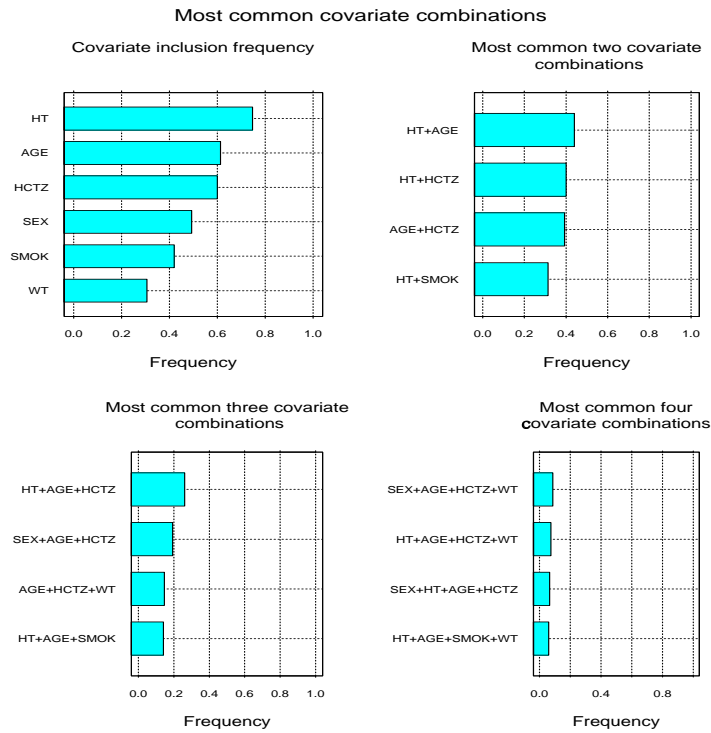 Most common covariate combinations
Covariate inclusion frequency
HT
AGE
HCTZ
SEX
SMOK
WT
0.0 0.2 0.4 0.6 0.8 1.0
Frequency
Most common two covariate
combinations
HT+AGE
HT+HCTZ
AGE+HCTZ
HT+SMOK
0.0 0.2 0.4 0.6 0.8 1.0
Frequency
Most common three covariate
combinations
HT+AGE+HCTZ
SEX+AGE+HCTZ
AGE+HCTZ+WT
HT+AGE+SMOK
0.0 0.2 0.4 0.6 0.8 1.0
Frequency
Most common four
covariate combinations
SEX+AGE+HCTZ+WT
HT+AGE+HCTZ+WT
SEX+HT+AGE+HCTZ
HT+AGE+SMOK+WT
0.0 0.4 0.8
Frequency